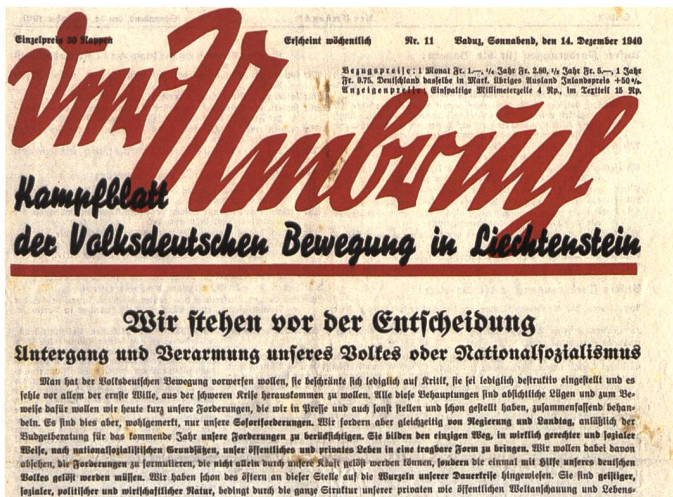 Einzelpreis 30 Rappen Erscheint wöchentlich Nr. 11 Vaduz, Sonnabend, den 14. Dezember 1940
Bezugspreise: 1 Monat Fr. 1.—, ¼ Jahr Fr. 2.80, ½ Jahr Fr. 5.—, 1 Jahr
Fr. 9.75. Deutschland dasselbe in Mark. Übriges Ausland Inlandspreis +50%.
Anzeigenpreise: Einspaltige Millimeterzeile 4 Rp., im Textteil 15 Rp.
Der Umbruch
Kampfblatt
der Volksdeutschen Bewegung in Liechtenstein
Wir stehen vor der Entscheidung
Untergang und Verarmung unseres Volkes oder Nationalsozialismus
Man hat der Volksdeutschen Bewegung vorwerfen wollen, sie beschränke sich lediglich auf Kritik, sie sei lediglich destruktiv eingestellt und es
fehle vor allem der ernste Wille, aus der schweren Krise herauskommen zu wollen. Alle diese Behauptungen sind absichtliche Lügen und zum Be-
weise dafür wollen wir heute kurz unsere Forderungen, die wir in Presse und auch sonst stellen und schon gestellt haben, zusammenfassend behan-
deln. Es sind dies aber, wohlgemerkt, nur unsere Sofortforderungen. Wir fordern aber gleichzeitig von Regierung und Landtag, anläßlich der
Budgetberatung für das kommende Jahr unsere Forderungen zu berücksichtigen. Sie bilden den einzigen Weg, in wirklich gerechter und sozialer
Weise, nach nationalsozialistischen Grundsätzen, unser öffentliches und privates Leben in eine tragbare Form zu bringen. Wir wollen dabei davon
absehen, die Forderungen zu formulieren, die nicht allein durch unsere Kraft gelöst werden können, sondern die einmal mit Hilfe unseres deutschen
Volkes gelöst werden müssen. Wir haben schon des öftern an dieser Stelle auf die Wurzeln unserer Dauerkrise hingewiesen. Sie sind geistiger,
sozialer, politischer und wirtschaftlicher Natur, bedingt durch die ganze Struktur unserer privaten wie öffentlichen Weltanschauung und Lebens-